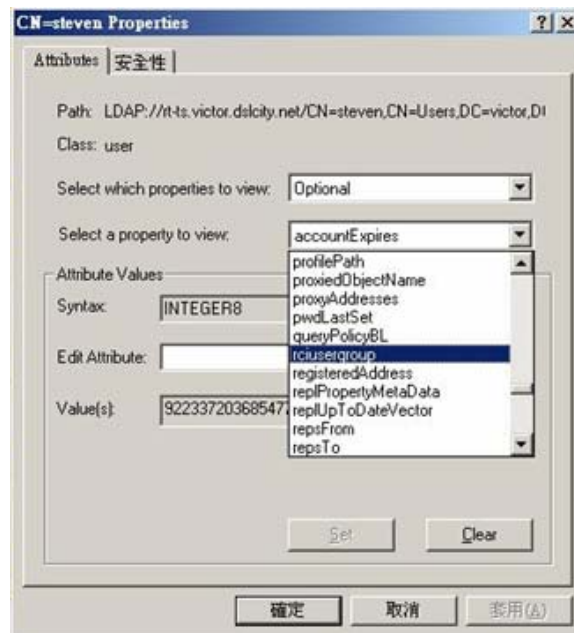 CN=steven Properties
Attributes
安全性
Path: LDAP://rt-ts.victor.dslcity.net/CN=steven,CN=Users,DC=victor,D
Class: user
Select which properties to view: Optional
Select a property to view: accountExpires
profilePath
proxiedObjectName
proxyAddresses
pwdLastSet
queryPolicyBL
rciusergroup
registeredAddress
replPropertyMetaData
replUpToDateVector
repsFrom
repsTo
Attribute Values
Syntax: INTEGER8
Edit Attribute:
Value(s): 922337203685477
Set
Clear
確定
取消
套用(A)